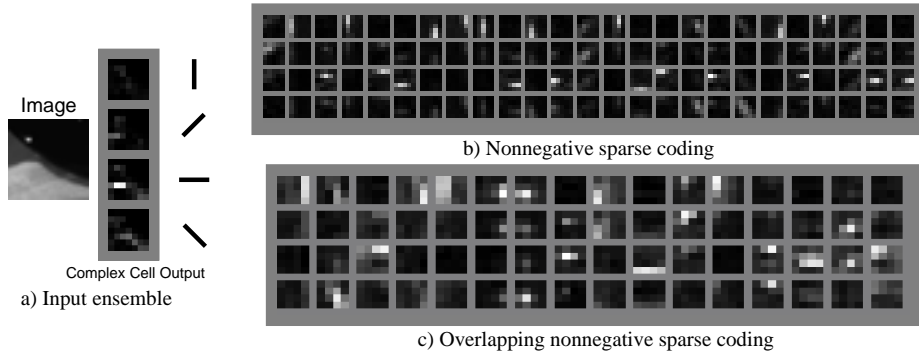 Image
Complex Cell Output
a) Input ensemble
b) Nonnegative sparse coding
c) Overlapping nonnegative sparse coding